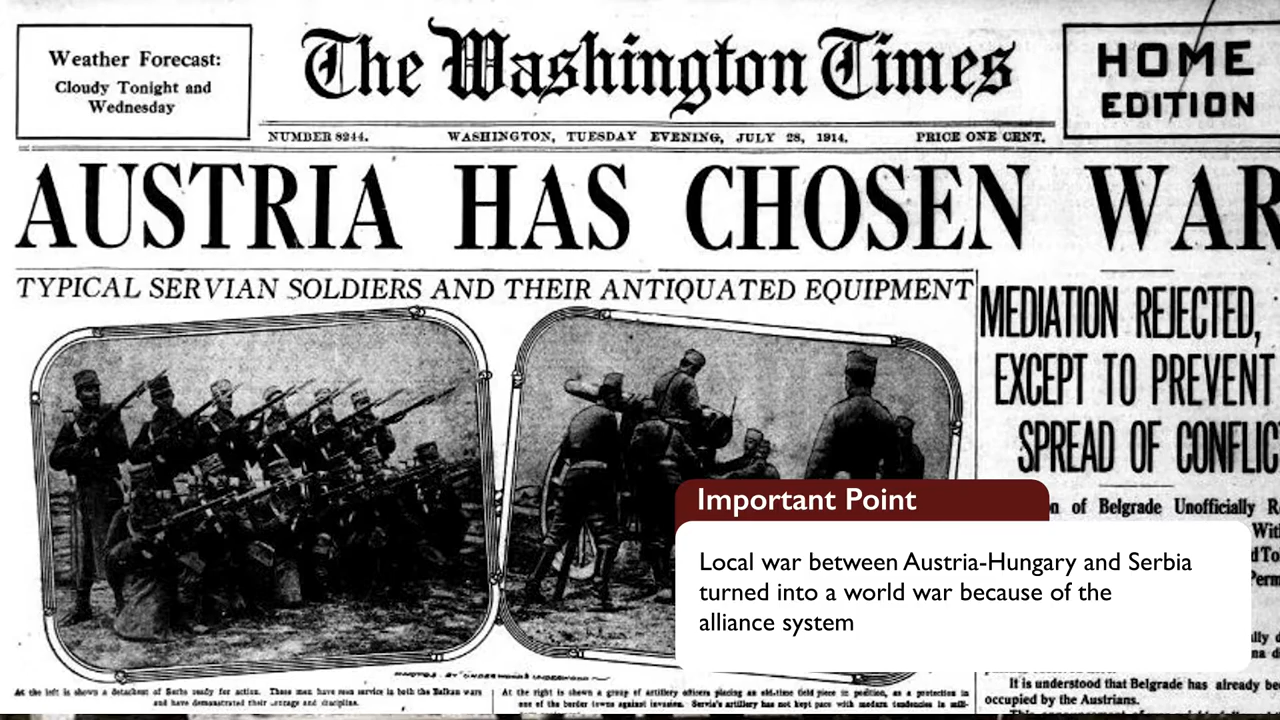 Weather Forecast:
Cloudy Tonight and
Wednesday
The Washington Times
HOME
EDITION
NUMBER 8244.
WASHINGTON, TUESDAY EVENING, JULY 28, 1914.
PRICE ONE CENT.
AUSTRIA HAS CHOSEN WAR
TYPICAL SERVIAN SOLDIERS AND THEIR ANTIQUATED EQUIPMENT
MEDIATION REJECTED,
EXCEPT TO PREVENT
SPREAD OF CONFLIC
of Belgrade Unofficially
Important Point
Local war between Austria-Hungary and Serbia
turned into a world war because of the
alliance system
At the left is shown a detachment of Serbs ready for action. These men have seen service in both the Balkan wars
and have demonstrated their courage and discipline.
At the right is shown a group of artillery officers placing an old-time field piece in position, as a protection in
one of the border towns against invasion. Servia's artillery has not kept pace with modern tendencies in
It is understood that Belgrade has already
occupied by the Austrians.